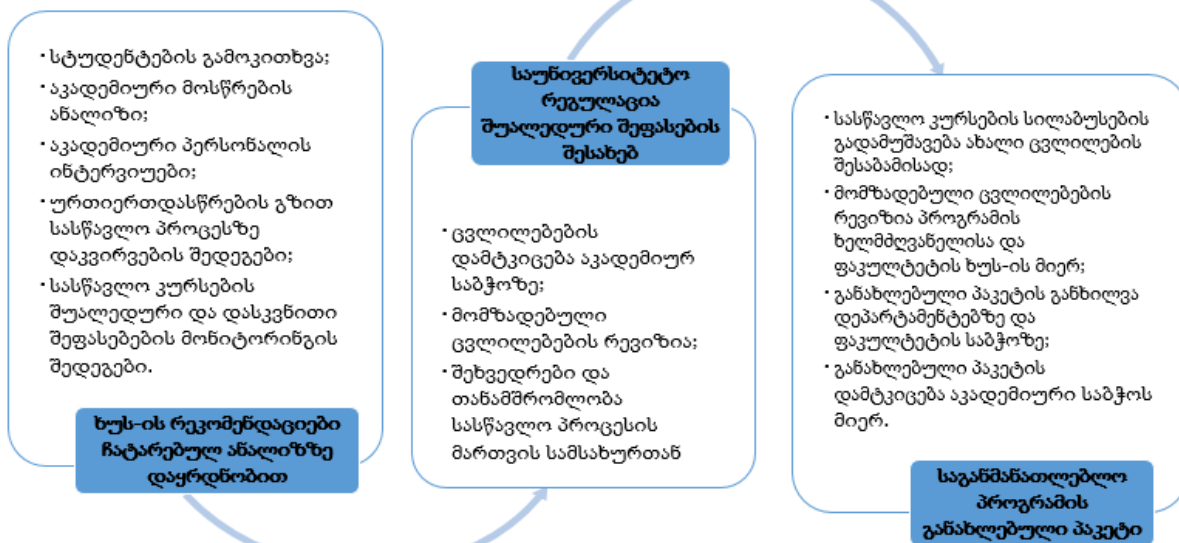 · სტუდენტების გამოკითხვა;
· აკადემიური მოსწრების
ანალიზი;
· აკადემიური პერსონალის
ინტერვიუები;
· ურთიერთდასწრების გზით
სასწავლო პროცესზე
დაკვირვების შედეგები;
· სასწავლო კურსების
შუალედური და დასკვნითი
შეფასებების მონიტორინგის
შედეგები.
ხუს-ის რეკომენდაციები
ჩატარებულ ანალიზზე
დაყრდნობით
საუნივერსიტეტო
რეგულაცია
შუალედური შეფასების
შესახებ
· ცვლილებების
დამტკიცება აკადემიურ
საბჭოზე;
· მომზადებული
ცვლილებების რევიზია;
· შეხვედრები და
თანამშრომლობა
სასწავლო პროცესის
მართვის სამსახურთან
· სასწავლო კურსების სილაბუსების
გადამუშავება ახალი ცვლილების
შესაბამისად;
· მომზადებული ცვლილებების
რევიზია პროგრამის
ხელმძღვანელისა და
ფაკულტეტის ხუს-ის მიერ;
· განახლებული პაკეტის განხილვა
დეპარტამენტებზე და
ფაკულტეტის საბჭოზე;
· განახლებული პაკეტის
დამტკიცება აკადემიური საბჭოს
მიერ.
საგანმანათლებლო
პროგრამის
განახლებული პაკეტი